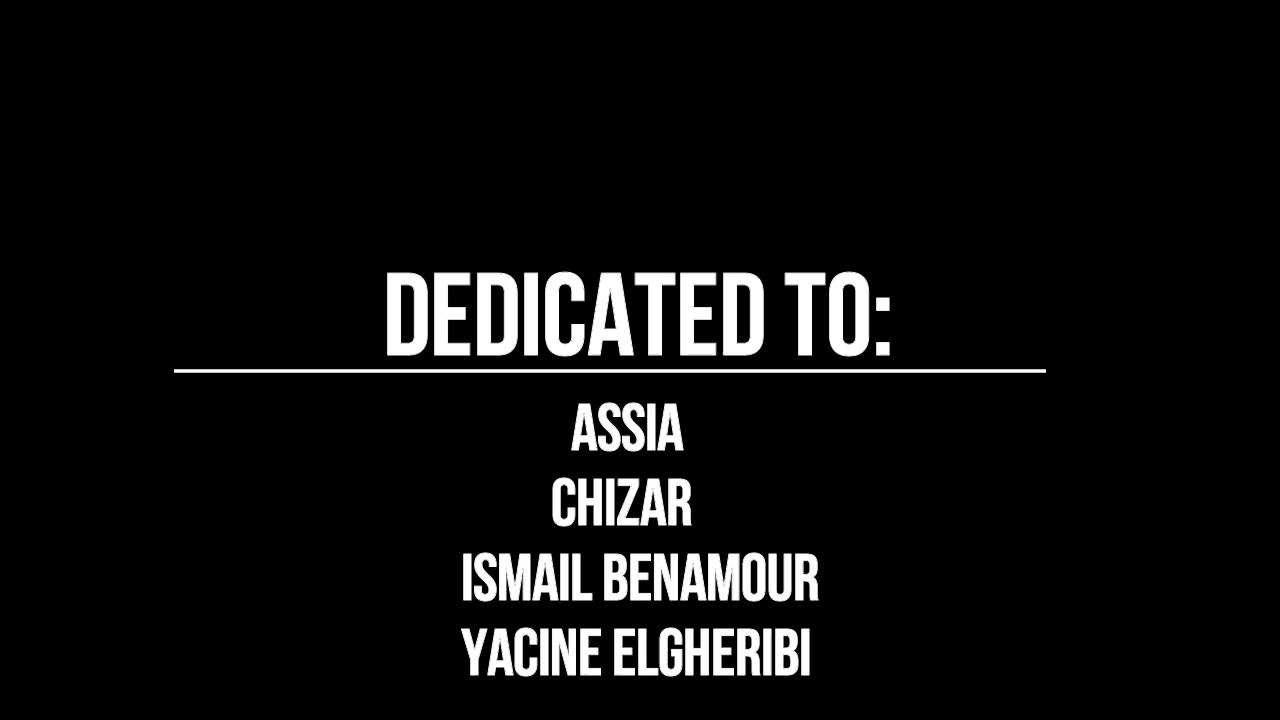 DEDICATED TO:
ASSIA
CHIZAR
ISMAIL BENAMOUR
YACINE ELGHERIBI